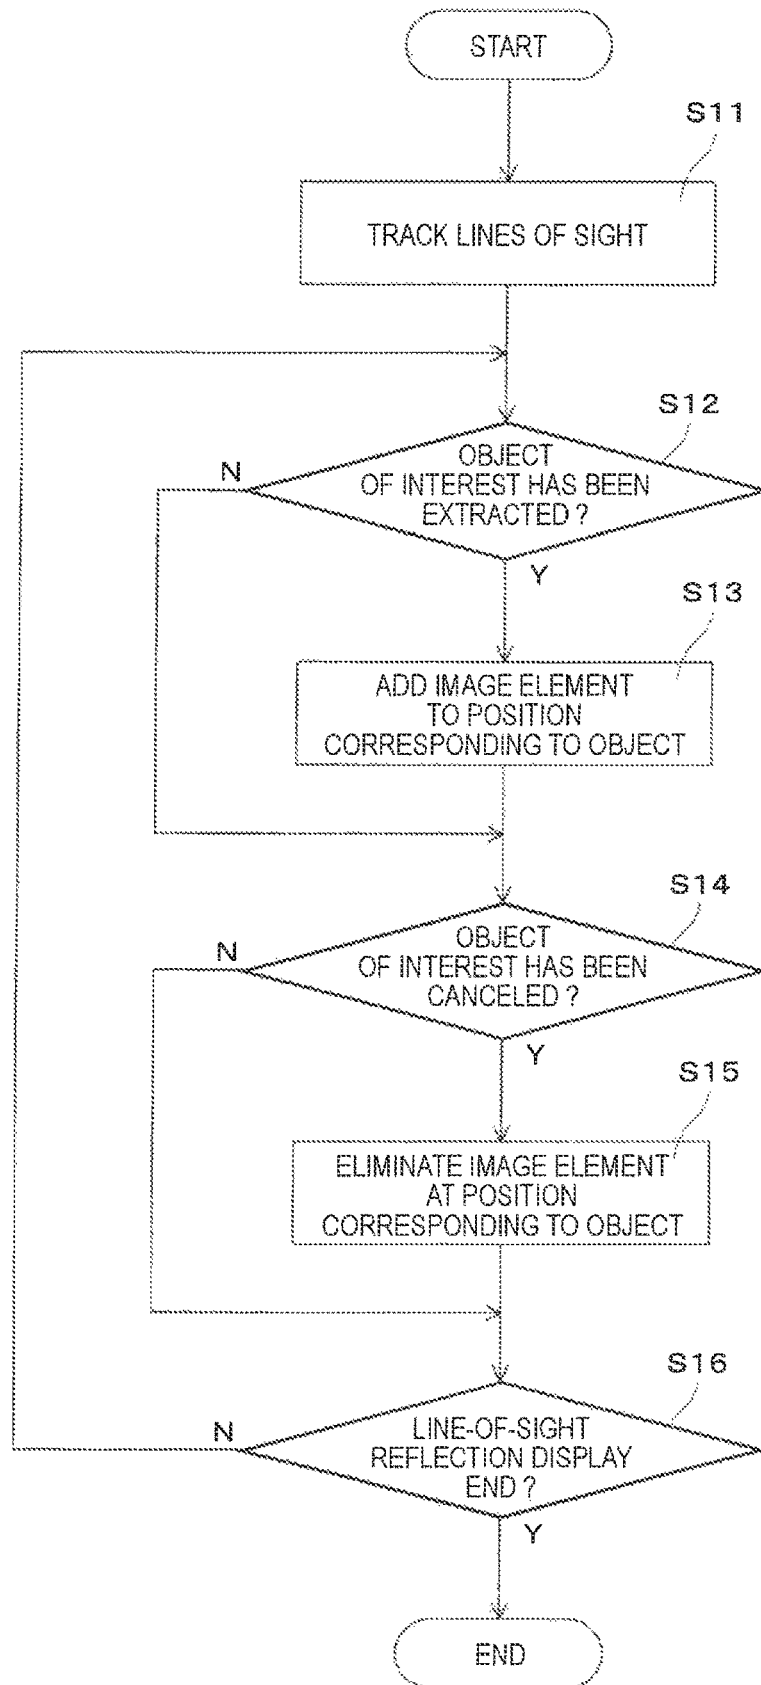 START
S11
TRACK LINES OF SIGHT
S12
N
OBJECT
OF INTEREST HAS BEEN
EXTRACTED ?
Y
S13
ADD IMAGE ELEMENT
TO POSITION
CORRESPONDING TO OBJECT
S14
N
OBJECT
OF INTEREST HAS BEEN
CANCELED ?
Y
S15
ELIMINATE IMAGE ELEMENT
AT POSITION
CORRESPONDING TO OBJECT
S16
N
LINE-OF-SIGHT
REFLECTION DISPLAY
END ?
Y
END